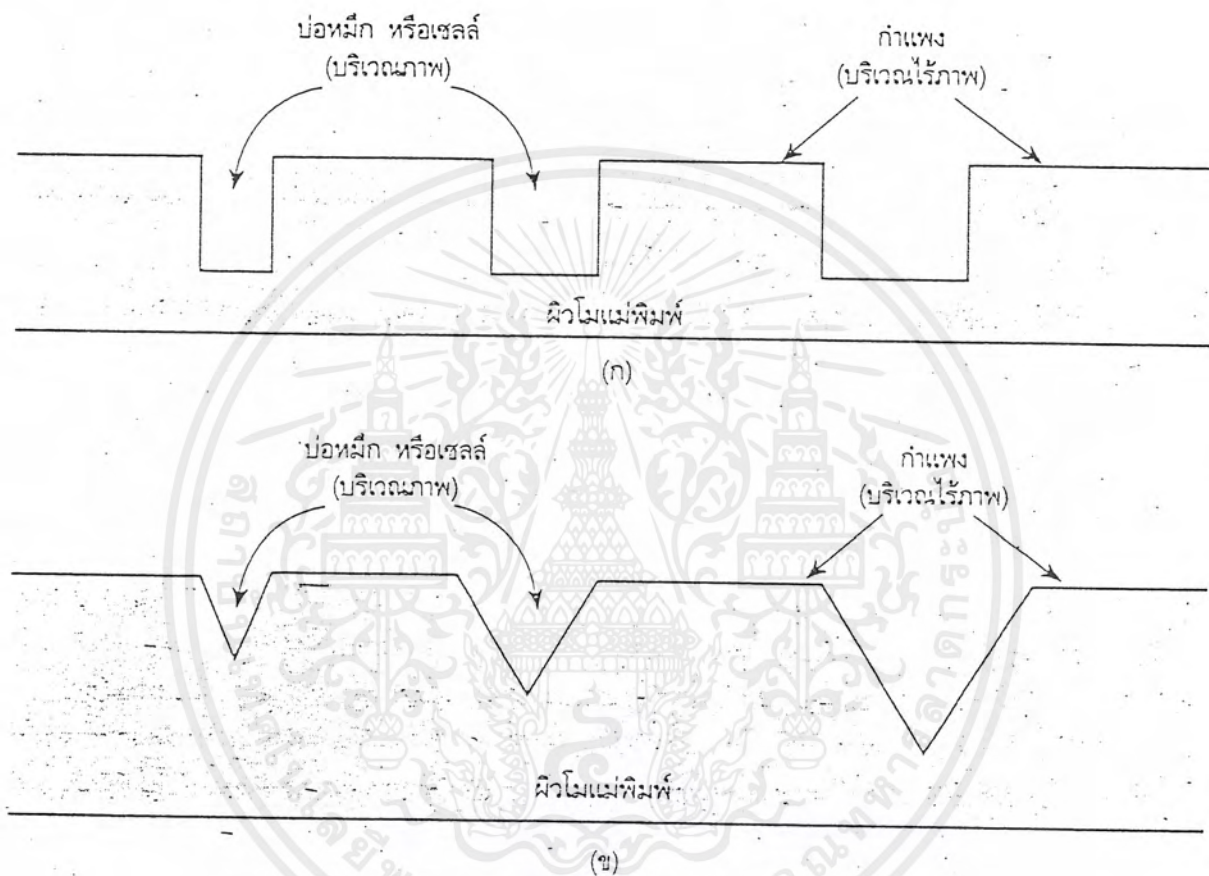 บ่อหมึก หรือเซลล์
(บริเวณภาพ)
กำแพง
(บริเวณไร้ภาพ)
ผิวโมแม่พิมพ์
(ก)
บ่อหมึก หรือเซลล์
(บริเวณภาพ)
กำแพง
(บริเวณไร้ภาพ)
ผิวโมแม่พิมพ์
(ข)